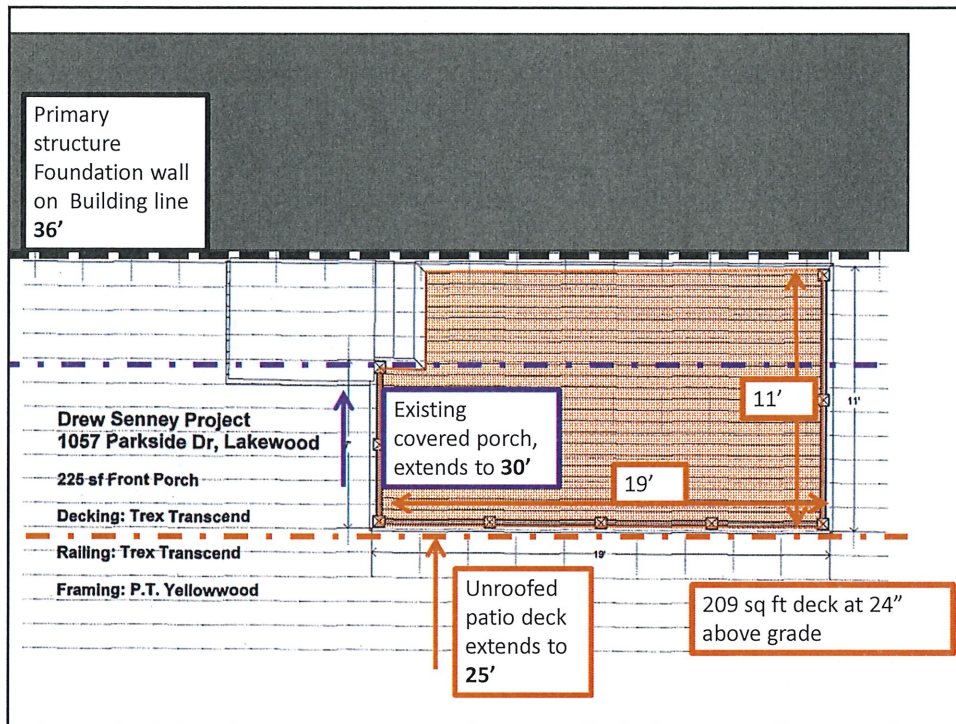 Primary
structure
Foundation wall
on Building line
36’
Drew Senney Project
1057 Parkside Dr, Lakewood
225 sf Front Porch
Decking: Trex Transcend
Railing: Trex Transcend
Framing: P.T. Yellowwood
Existing
covered porch,
extends to 30’
11’
11'
19’
19'
Unroofed
patio deck
extends to
25’
209 sq ft deck at 24”
above grade